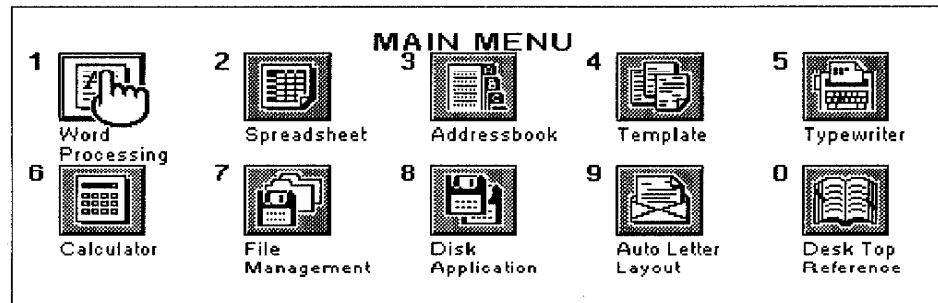 MAIN MENU
1 2 3 4 5
Word Processing
Spreadsheet
Addressbook
Template
Typewriter
6 7 8 9 0
Calculator
File Management
Disk Application
Auto Letter Layout
Desk Top Reference